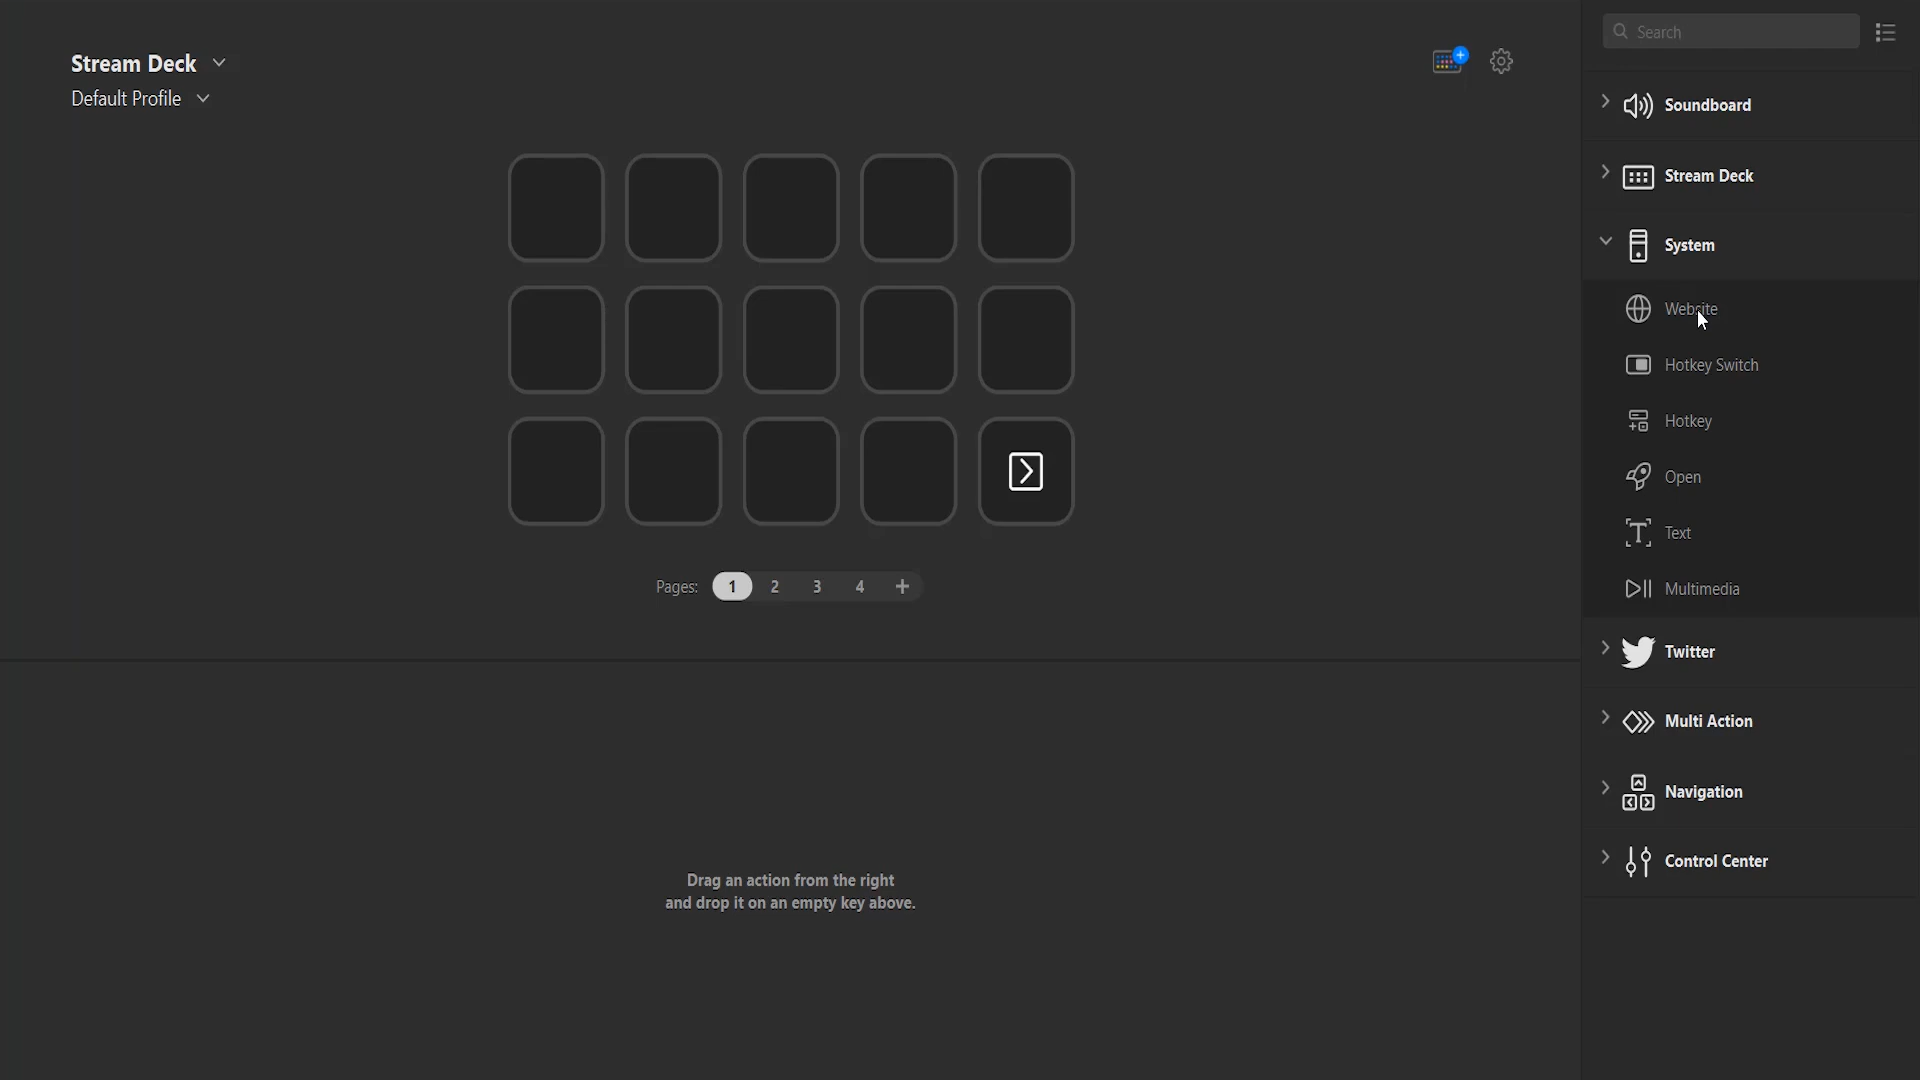 Stream Deck
Default Profile
Pages: 1 2 3 4 +
Drag an action from the right
and drop it on an empty key above.
Search
Soundboard
Stream Deck
System
Website
Hotkey Switch
Hotkey
Open
Text
Multimedia
Twitter
Multi Action
Navigation
Control Center